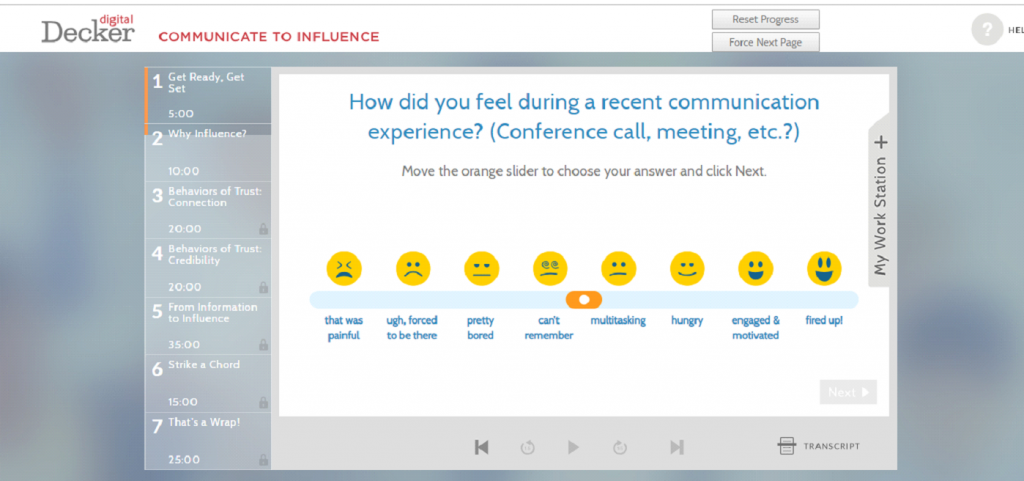 digital
Decker
COMMUNICATE TO INFLUENCE
Reset Progress
Force Next Page
?
HEL
1 Get Ready, Get
Set
5:00
2 Why Influence?
10:00
3 Behaviors of Trust:
Connection
20:00
4 Behaviors of Trust:
Credibility
20:00
5 From Information
to Influence
35:00
6 Strike a Chord
15:00
7 That's a Wrap!
25:00
How did you feel during a recent communication
experience? (Conference call, meeting, etc.?)
Move the orange slider to choose your answer and click Next.
that was
painful
ugh, forced
to be there
pretty
bored
can't
remember
multitasking
hungry
engaged &
motivated
fired up!
Next
My Work Station +
TRANSCRIPT